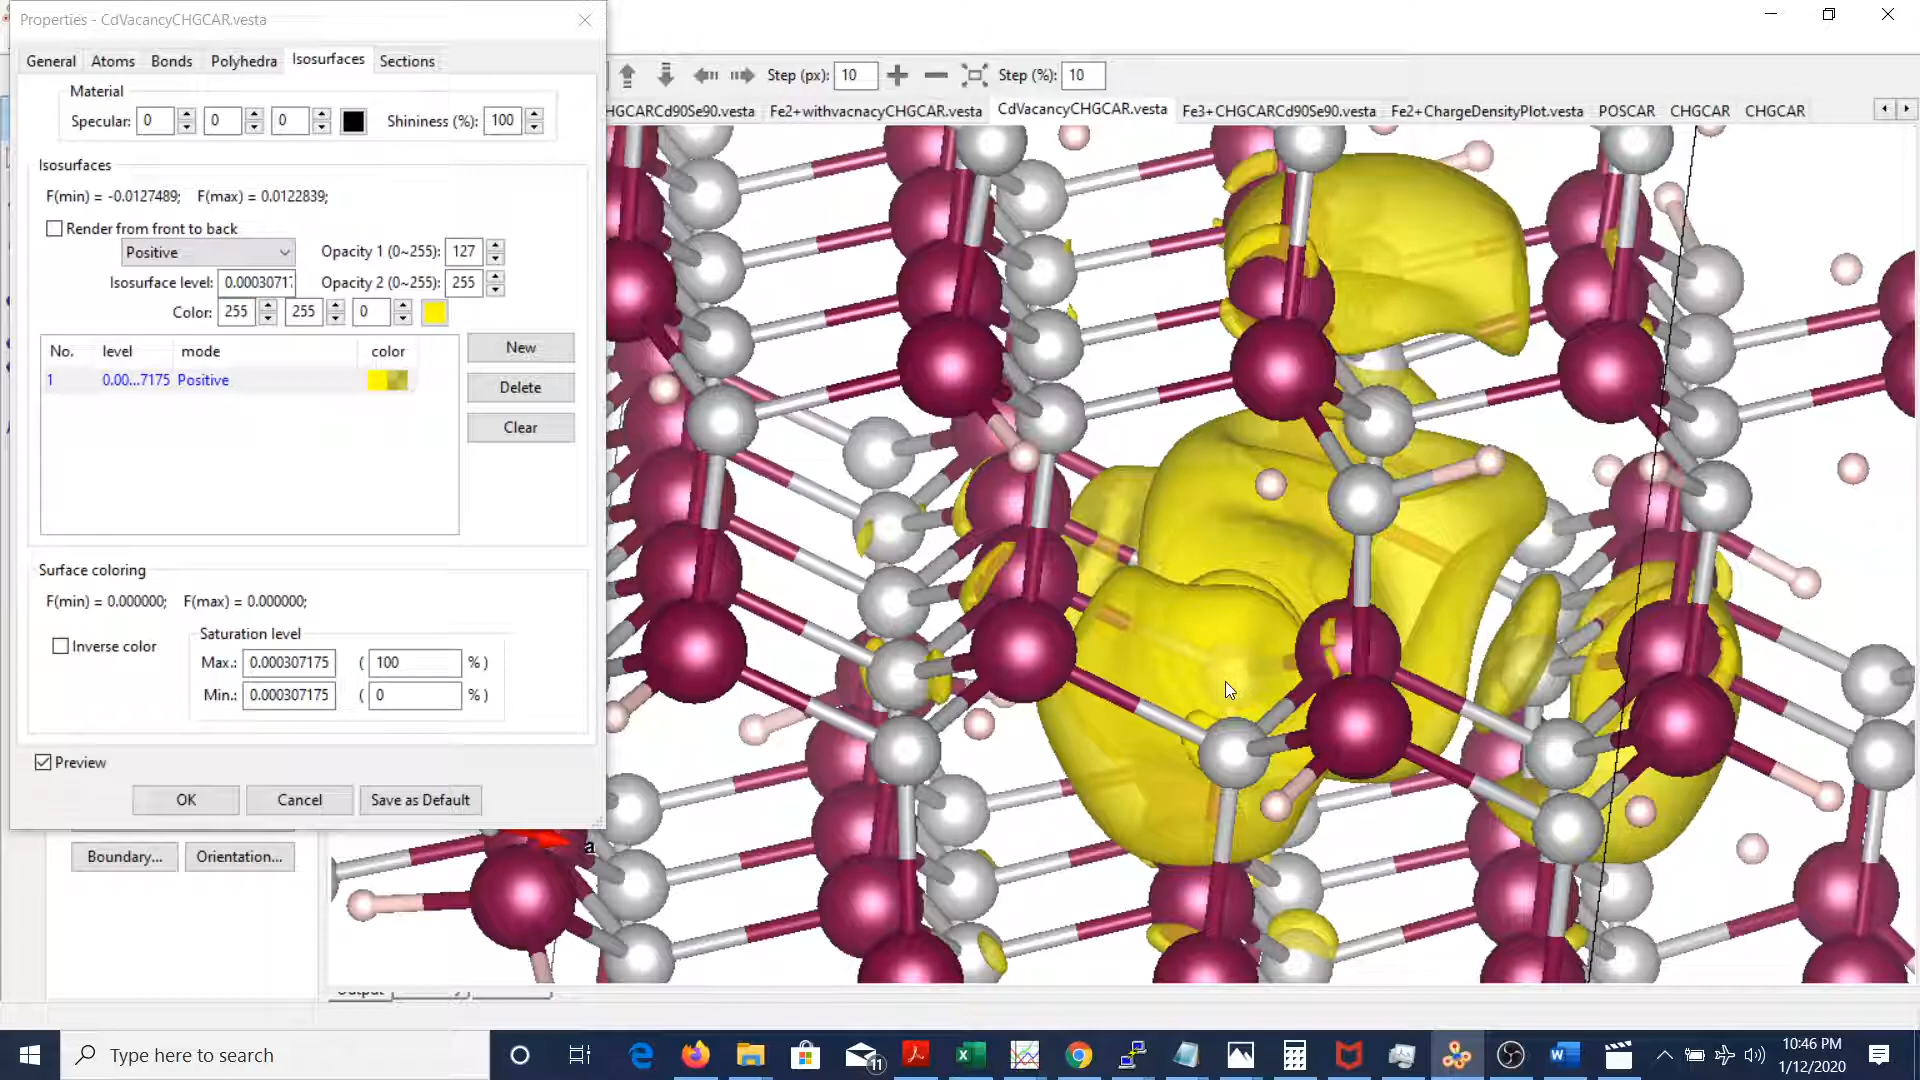 Properties - CdVacancyCHGCAR.vesta
General Atoms Bonds Polyhedra Isosurfaces Sections
Step (px): 10 Step (%): 10
HGCARCd90Se90.vesta Fe2+withvacnacyCHGCAR.vesta CdVacancyCHGCAR.vesta Fe3+CHGCARCd90Se90.vesta Fe2+ChargeDensityPlot.vesta POSCAR CHGCAR CHGCAR
Material
Specular: 0 0 0 Shininess (%): 100
Isosurfaces
F(min) = -0.0127489; F(max) = 0.0122839;
Render from front to back
Positive Opacity 1 (0~255): 127
Isosurface level: 0.00030717 Opacity 2 (0~255): 255
Color: 255 255 0
No. level mode color
1 0.00...7175 Positive
New
Delete
Clear
Surface coloring
F(min) = 0.000000; F(max) = 0.000000;
Inverse color
Saturation level
Max.: 0.000307175 ( 100 % )
Min.: 0.000307175 ( 0 % )
Preview
OK Cancel Save as Default
a
Boundary... Orientation...
Type here to search
11
10:46 PM
1/12/2020